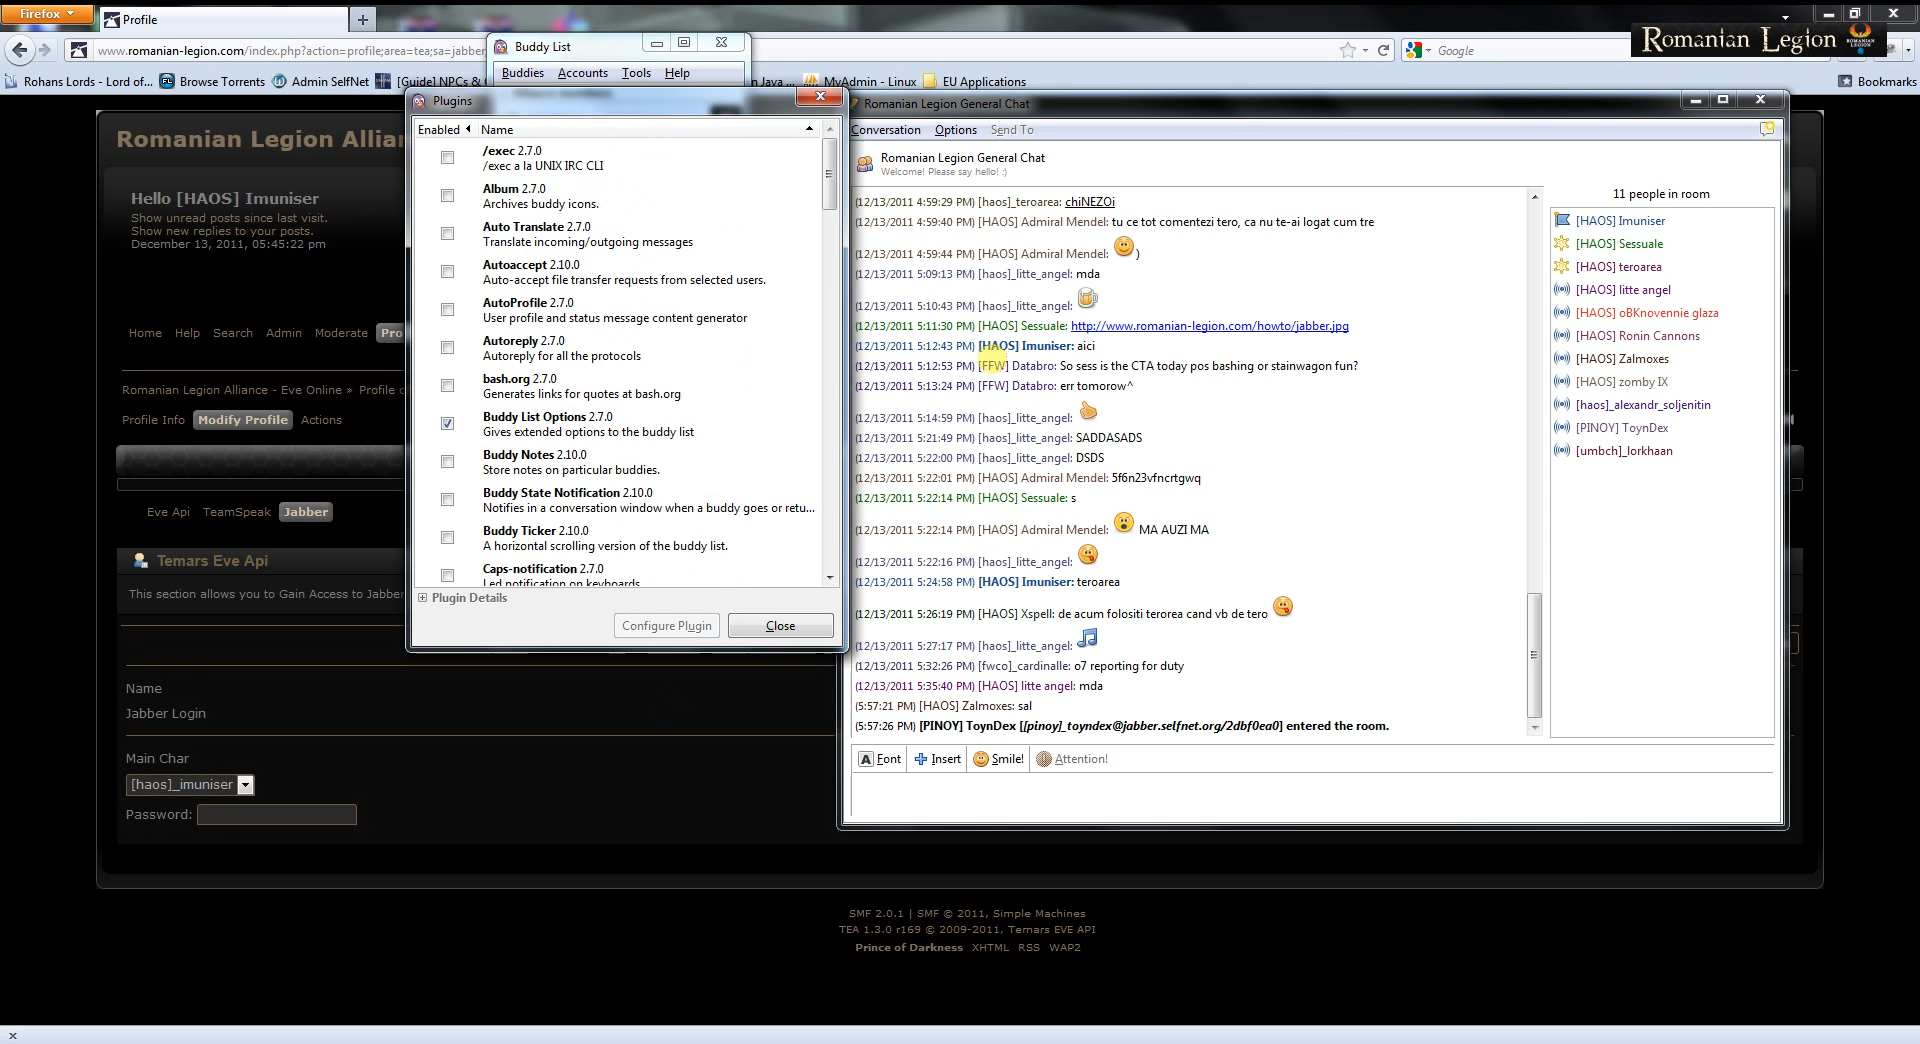 Firefox
Profile
www.romanian-legion.com/index.php?action=profile;area=tea;sa=jabber
Google
Romanian Legion
Rohans Lords - Lord of...
Browse Torrents
Admin SelfNet
[Guide] NPCs &
Java ...
MyAdmin - Linux
EU Applications
Bookmarks
Buddy List
Buddies Accounts Tools Help
Romanian Legion Allian
Hello [HAOS] Imuniser
Show unread posts since last visit.
Show new replies to your posts.
December 13, 2011, 05:45:22 pm
Home Help Search Admin Moderate Pro
Romanian Legion Alliance - Eve Online » Profile o
Profile Info Modify Profile Actions
Eve Api TeamSpeak Jabber
Temars Eve Api
This section allows you to Gain Access to Jabber
Name
Jabber Login
Main Char
[haos]_imuniser
Password:
Plugins
Enabled Name
/exec 2.7.0
/exec a la UNIX IRC CLI
Album 2.7.0
Archives buddy icons.
Auto Translate 2.7.0
Translate incoming/outgoing messages
Autoaccept 2.10.0
Auto-accept file transfer requests from selected users.
AutoProfile 2.7.0
User profile and status message content generator
Autoreply 2.7.0
Autoreply for all the protocols
bash.org 2.7.0
Generates links for quotes at bash.org
Buddy List Options 2.7.0
Gives extended options to the buddy list
Buddy Notes 2.10.0
Store notes on particular buddies.
Buddy State Notification 2.10.0
Notifies in a conversation window when a buddy goes or retu...
Buddy Ticker 2.10.0
A horizontal scrolling version of the buddy list.
Caps-notification 2.7.0
Led notification on keyboards
Plugin Details
Configure Plugin Close
Romanian Legion General Chat
Conversation Options Send To
Romanian Legion General Chat
Welcome! Please say hello! :)
(12/13/2011 4:59:29 PM) [haos]_teroarea: chiNEZOi
(12/13/2011 4:59:40 PM) [HAOS] Admiral Mendel: tu ce tot comentezi tero, ca nu te-ai logat cum tre
(12/13/2011 4:59:44 PM) [HAOS] Admiral Mendel: )
(12/13/2011 5:09:13 PM) [haos]_litte_angel: mda
(12/13/2011 5:10:43 PM) [haos]_litte_angel:
(12/13/2011 5:11:30 PM) [HAOS] Sessuale: http://www.romanian-legion.com/howto/jabber.jpg
(12/13/2011 5:12:43 PM) [HAOS] Imuniser: aici
(12/13/2011 5:12:53 PM) [FFW] Databro: So sess is the CTA today pos bashing or stainwagon fun?
(12/13/2011 5:13:24 PM) [FFW] Databro: err tomorow^
(12/13/2011 5:14:59 PM) [haos]_litte_angel:
(12/13/2011 5:21:49 PM) [haos]_litte_angel: SADDASADS
(12/13/2011 5:22:00 PM) [haos]_litte_angel: DSDS
(12/13/2011 5:22:01 PM) [HAOS] Admiral Mendel: 5f6n23vfncrtgwq
(12/13/2011 5:22:14 PM) [HAOS] Sessuale: s
(12/13/2011 5:22:14 PM) [HAOS] Admiral Mendel: MA AUZI MA
(12/13/2011 5:22:16 PM) [haos]_litte_angel:
(12/13/2011 5:24:58 PM) [HAOS] Imuniser: teroarea
(12/13/2011 5:26:19 PM) [HAOS] Xspell: de acum folositi terorea cand vb de tero
(12/13/2011 5:27:17 PM) [haos]_litte_angel:
(12/13/2011 5:32:26 PM) [fwco]_cardinalle: o7 reporting for duty
(12/13/2011 5:35:40 PM) [HAOS] litte angel: mda
(5:57:21 PM) [HAOS] Zalmoxes: sal
(5:57:26 PM) [PINOY] ToynDex [[pinoy]_toyndex@jabber.selfnet.org/2dbf0ea0] entered the room.
Font Insert Smile! Attention!
11 people in room
[HAOS] Imuniser
[HAOS] Sessuale
[HAOS] teroarea
[HAOS] litte angel
[HAOS] oBKnovennie glaza
[HAOS] Ronin Cannons
[HAOS] Zalmoxes
[HAOS] zomby IX
[haos]_alexandr_soljenitin
[PINOY] ToynDex
[umbch]_lorkhaan
SMF 2.0.1 | SMF © 2011, Simple Machines
TEA 1.3.0 r169 © 2009-2011, Temars EVE API
Prince of Darkness XHTML RSS WAP2